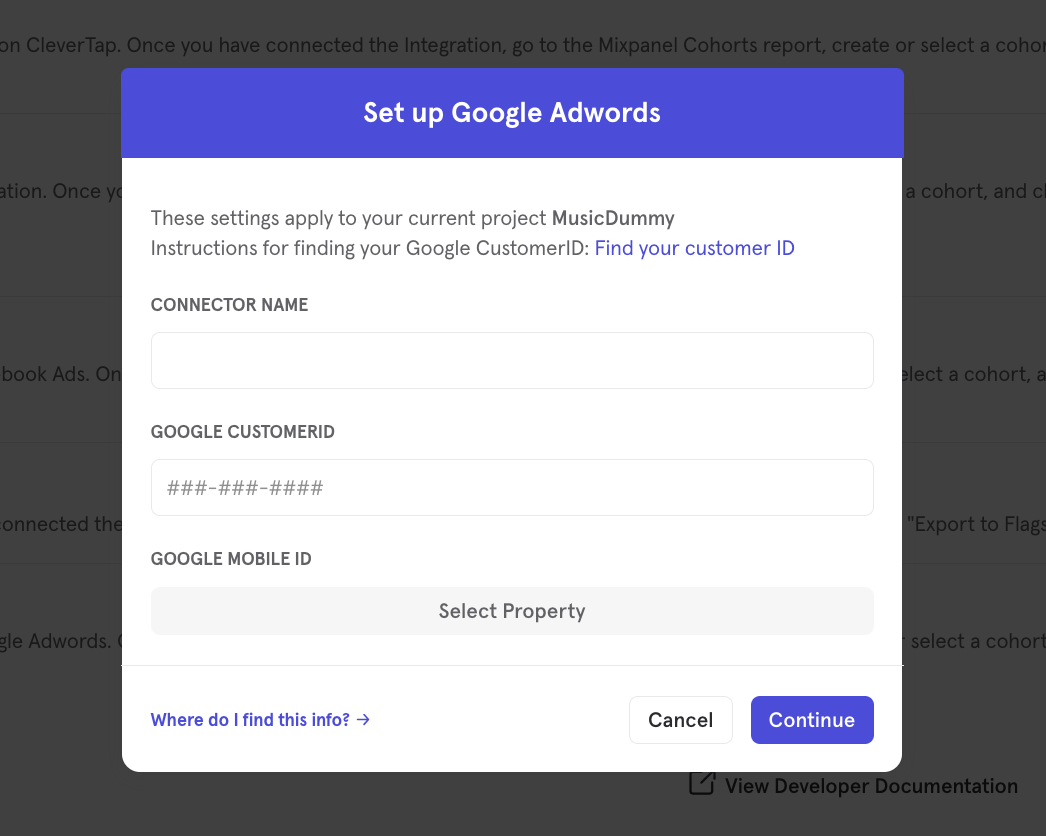 on CleverTap. Once you have connected the Integration, go to the Mixpanel Cohorts report, create or select a cohor
Set up Google Adwords
ation. Once yo
a cohort, and cl
These settings apply to your current project MusicDummy
Instructions for finding your Google CustomerID: Find your customer ID
CONNECTOR NAME
book Ads. On
elect a cohort, a
GOOGLE CUSTOMERID
###-###-####
connected the
"Export to Flags
GOOGLE MOBILE ID
Select Property
gle Adwords.
select a cohort
Where do I find this info? →
Cancel
Continue
View Developer Documentation